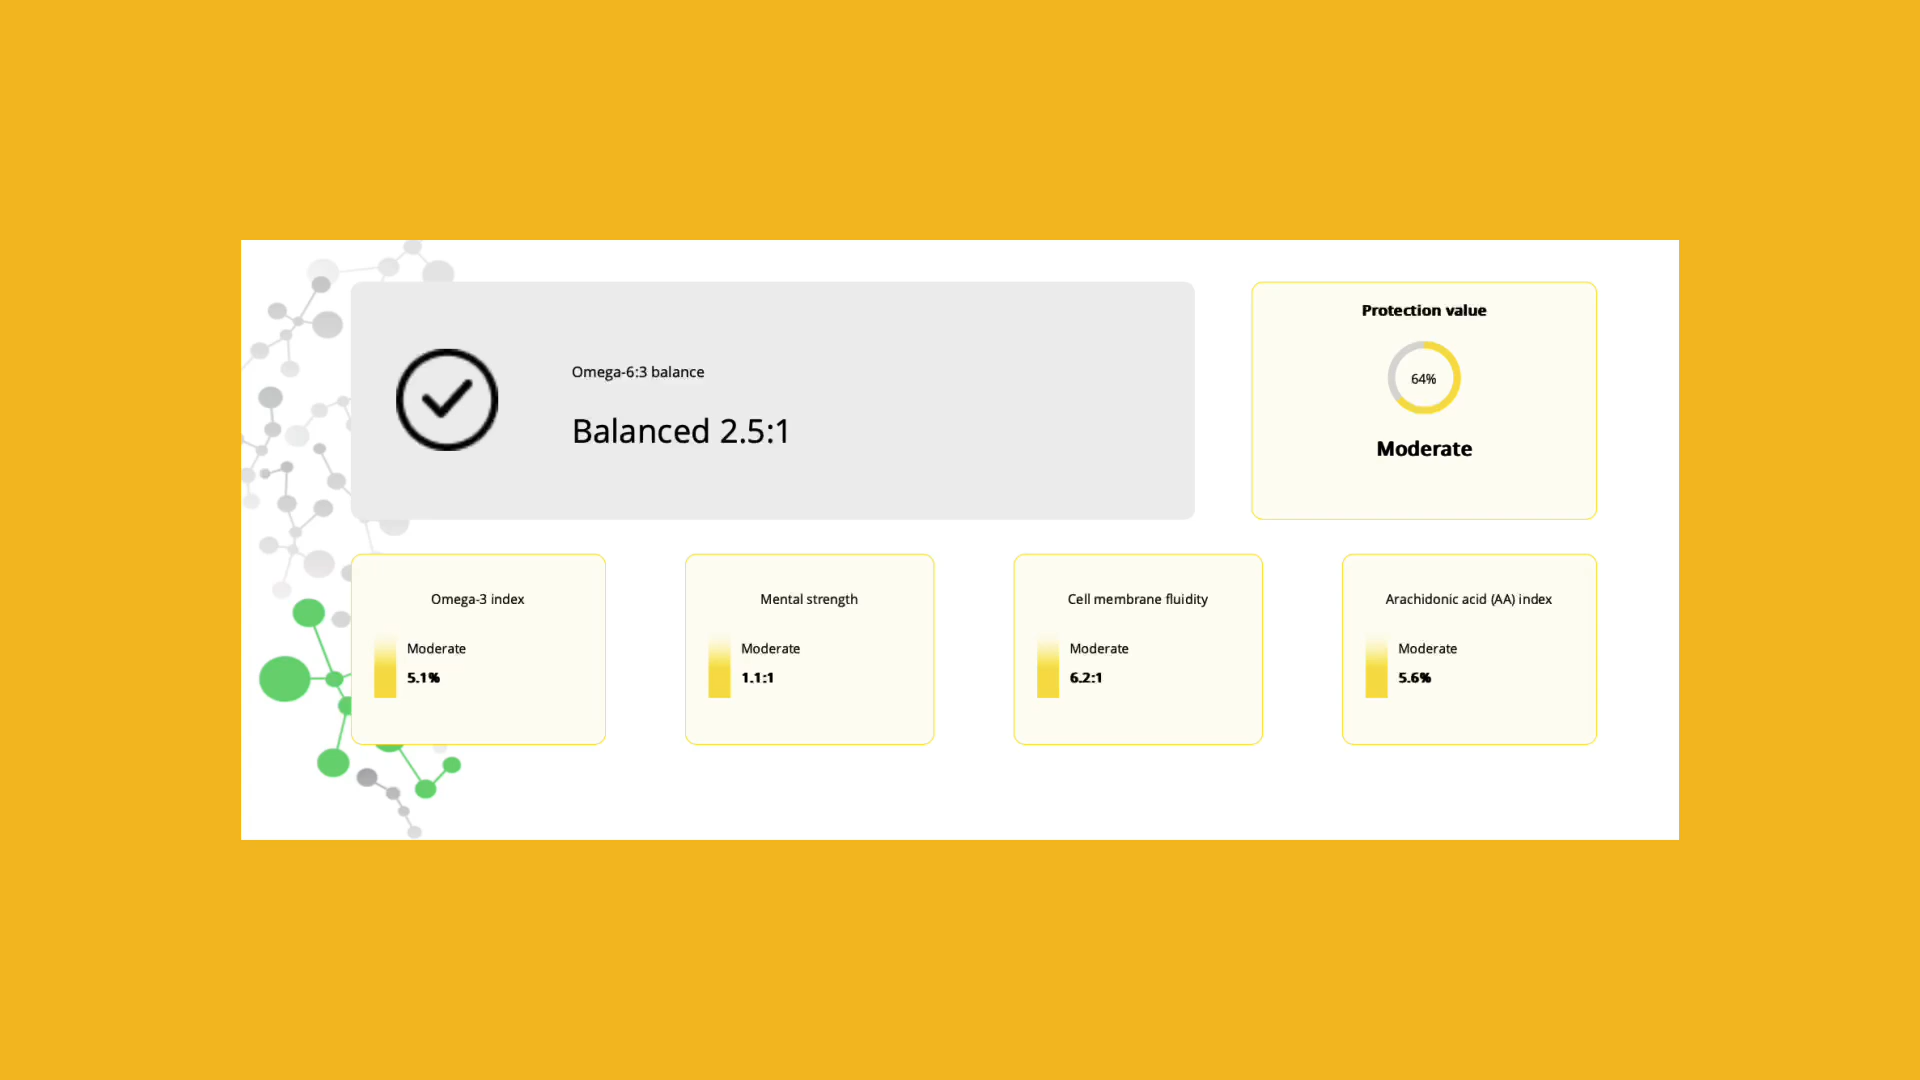 Omega-6:3 balance
Balanced 2.5:1
Protection value
64%
Moderate
Omega-3 index
Moderate
5.1%
Mental strength
Moderate
1.1:1
Cell membrane fluidity
Moderate
6.2:1
Arachidonic acid (AA) index
Moderate
5.6%